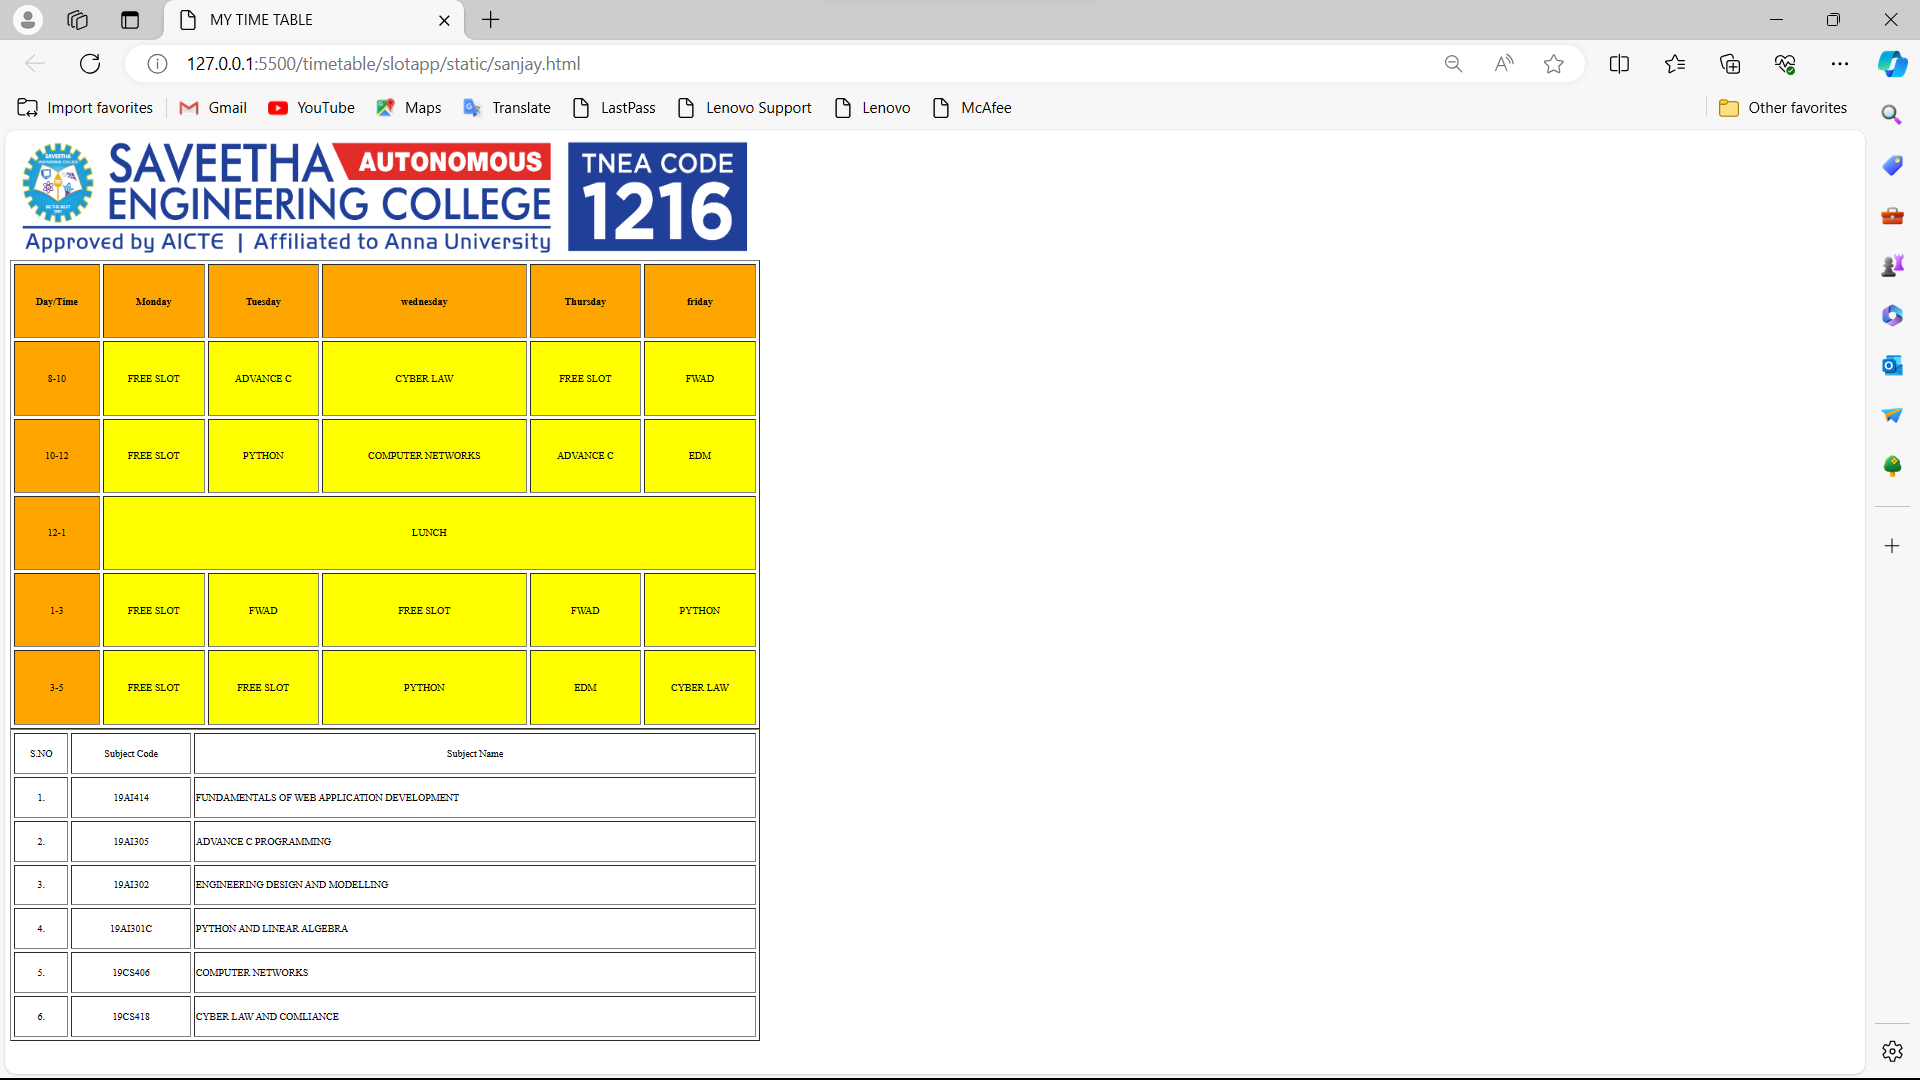 MY TIME TABLE
127.0.0.1:5500/timetable/slotapp/static/sanjay.html
Import favorites Gmail YouTube Maps Translate LastPass Lenovo Support Lenovo McAfee Other favorites
SAVEETHA AUTONOMOUS
ENGINEERING COLLEGE
Approved by AICTE | Affiliated to Anna University
TNEA CODE
1216
Day/Time Monday Tuesday wednesday Thursday friday
8-10 FREE SLOT ADVANCE C CYBER LAW FREE SLOT FWAD
10-12 FREE SLOT PYTHON COMPUTER NETWORKS ADVANCE C EDM
12-1 LUNCH
1-3 FREE SLOT FWAD FREE SLOT FWAD PYTHON
3-5 FREE SLOT FREE SLOT PYTHON EDM CYBER LAW
S.NO Subject Code Subject Name
1. 19AI414 FUNDAMENTALS OF WEB APPLICATION DEVELOPMENT
2. 19AI305 ADVANCE C PROGRAMMING
3. 19AI302 ENGINEERING DESIGN AND MODELLING
4. 19AI301C PYTHON AND LINEAR ALGEBRA
5. 19CS406 COMPUTER NETWORKS
6. 19CS418 CYBER LAW AND COMLIANCE